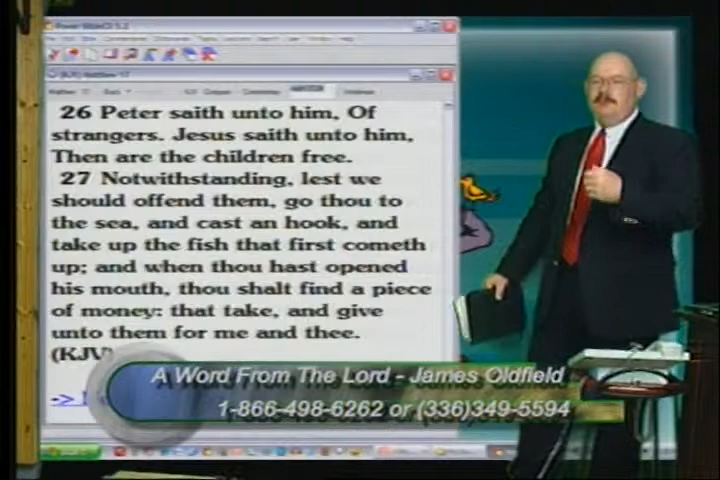 26 Peter saith unto him, Of
strangers. Jesus saith unto him,
Then are the children free.
27 Notwithstanding, lest we
should offend them, go thou to
the sea, and cast an hook, and
take up the fish that first cometh
up; and when thou hast opened
his mouth, thou shalt find a piece
of money: that take, and give
unto them for me and thee.
(KJV)
A Word From The Lord - James Oldfield
1-866-498-6262 or (336)349-5594